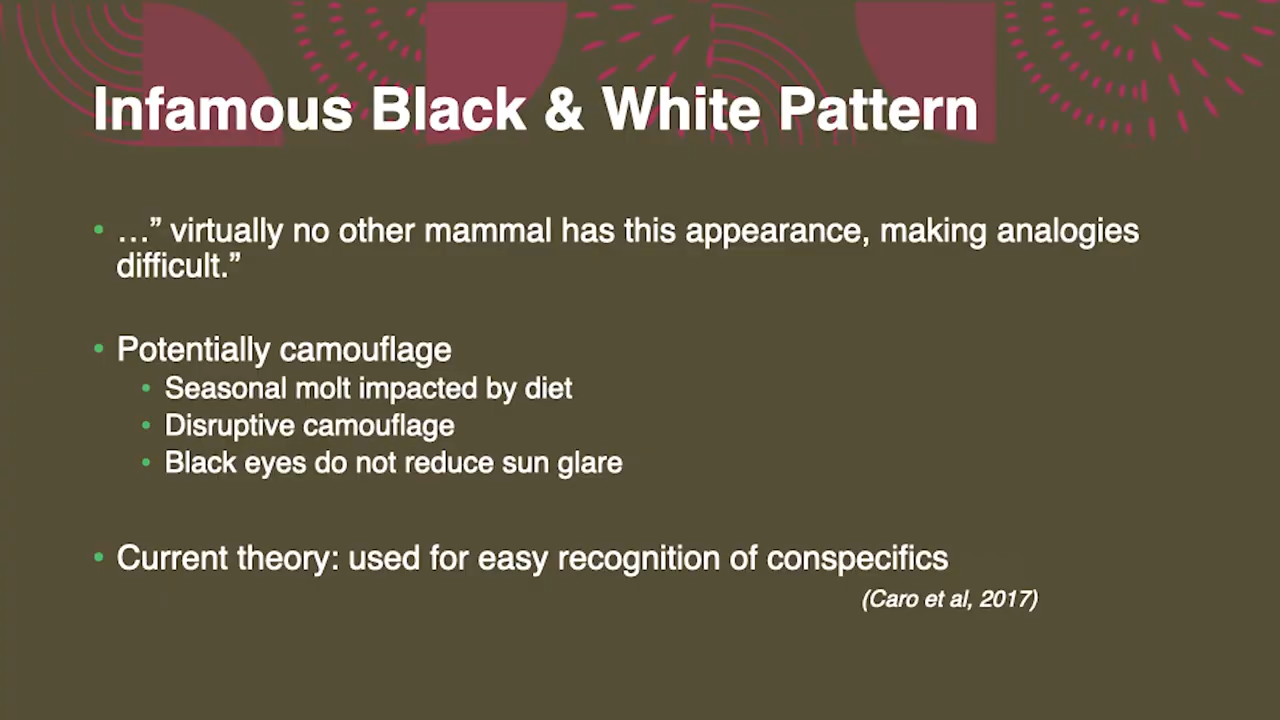 Infamous Black & White Pattern
• …” virtually no other mammal has this appearance, making analogies
difficult.”
• Potentially camouflage
• Seasonal molt impacted by diet
• Disruptive camouflage
• Black eyes do not reduce sun glare
• Current theory: used for easy recognition of conspecifics
(Caro et al, 2017)